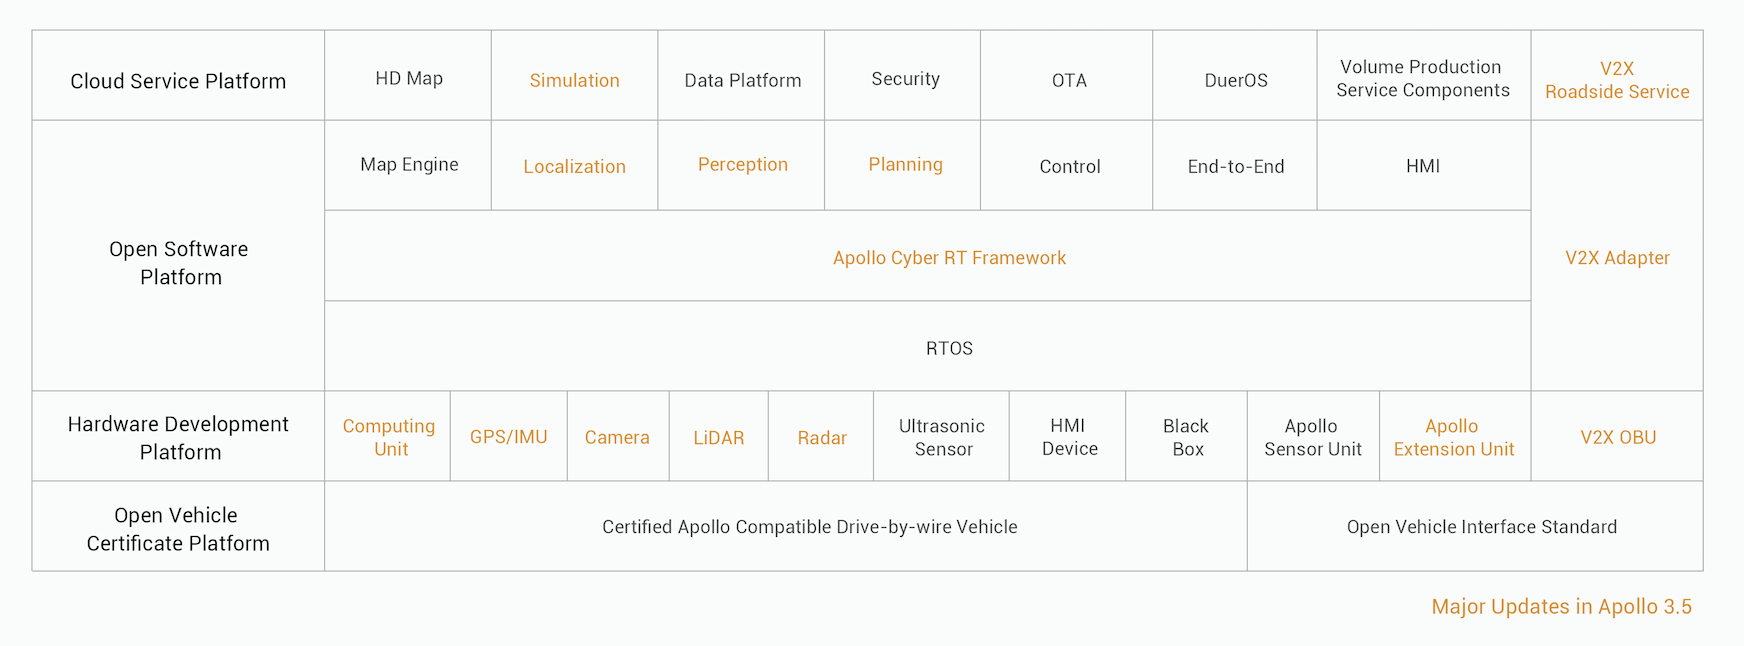 Cloud Service Platform
HD Map
Simulation
Data Platform
Security
OTA
DuerOS
Volume Production
Service Components
V2X
Roadside Service
Open Software
Platform
Map Engine
Localization
Perception
Planning
Control
End-to-End
HMI
Apollo Cyber RT Framework
V2X Adapter
RTOS
Hardware Development
Platform
Computing
Unit
GPS/IMU
Camera
LiDAR
Radar
Ultrasonic
Sensor
HMI
Device
Black
Box
Apollo
Sensor Unit
Apollo
Extension Unit
V2X OBU
Open Vehicle
Certificate Platform
Certified Apollo Compatible Drive-by-wire Vehicle
Open Vehicle Interface Standard
Major Updates in Apollo 3.5